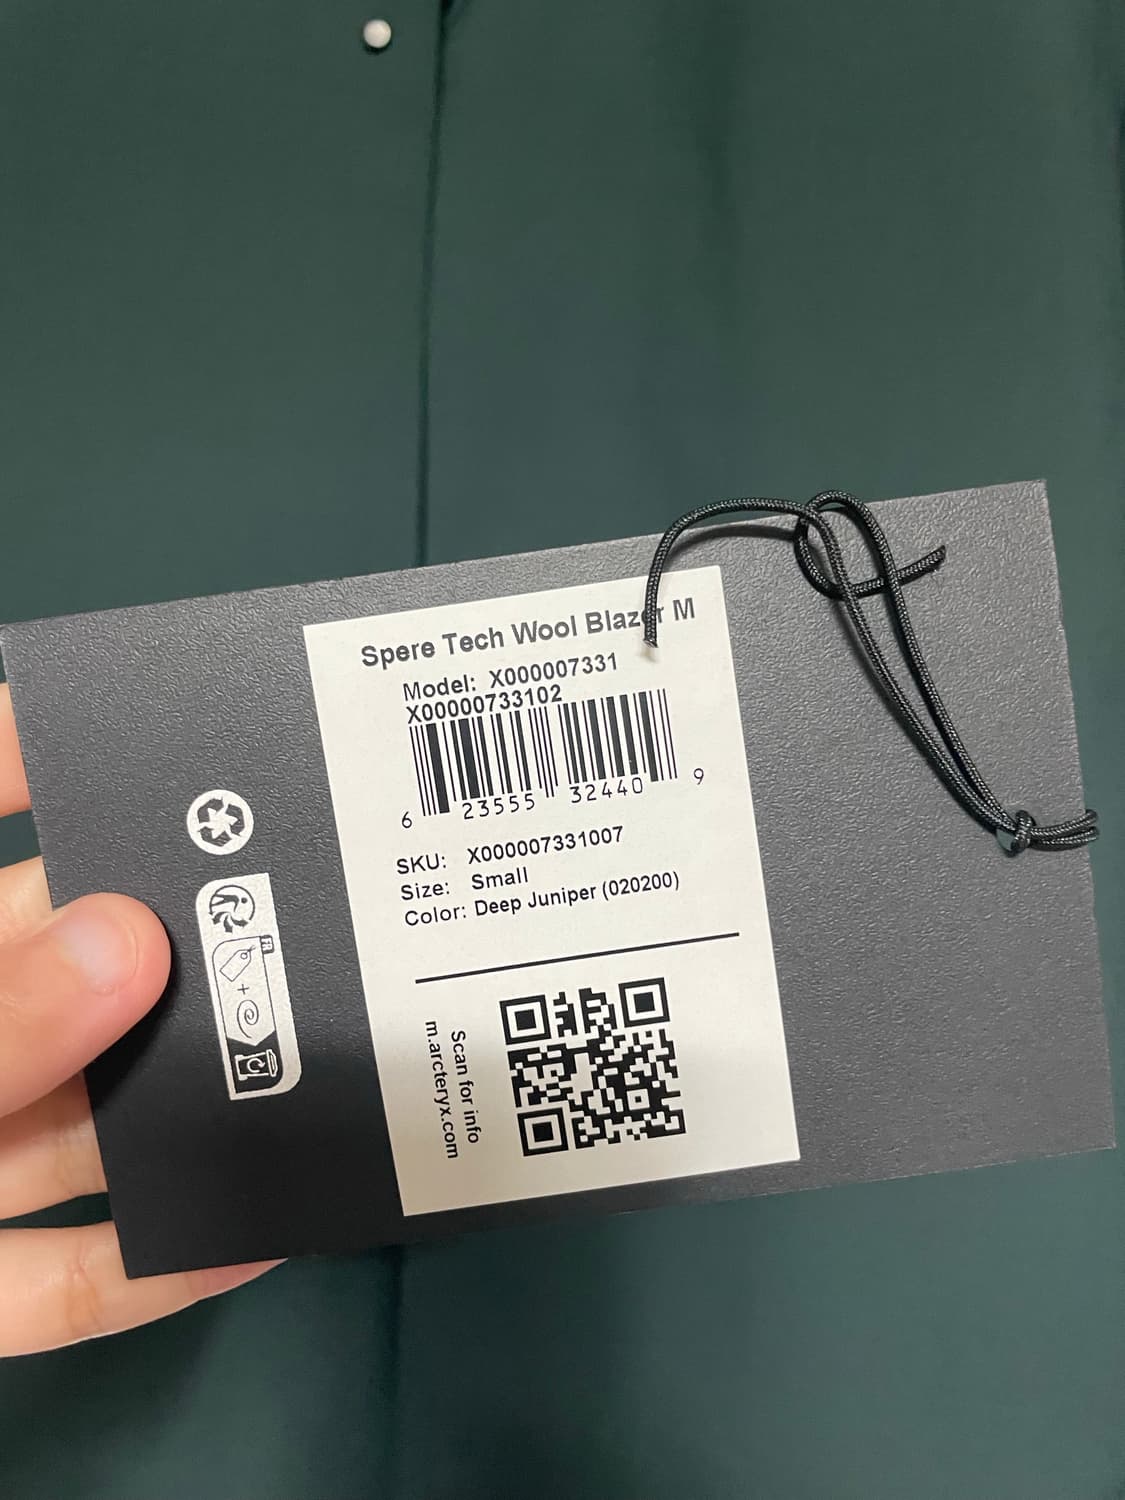 Spere Tech Wool Blazer M
Model: X000007331
X00000733102
6 23555 32440 9
SKU: X000007331007
Size: Small
Color: Deep Juniper (020200)
Scan for info
m.arcteryx.com
FR
+